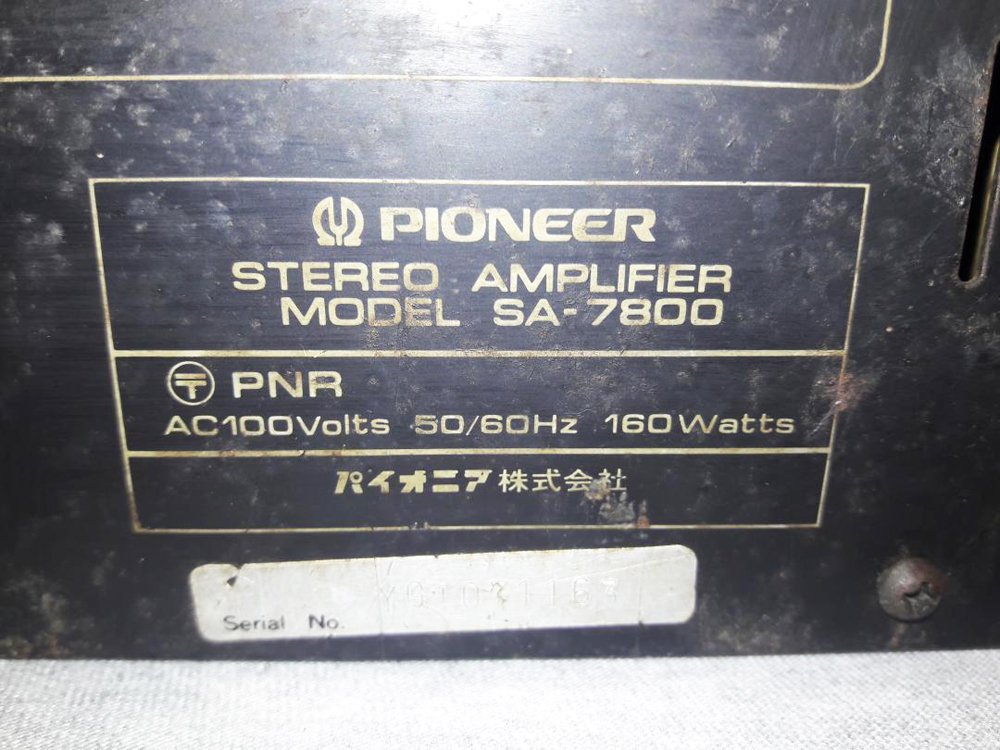 PIONEER
STEREO AMPLIFIER
MODEL SA-7800
PNR
AC100Volts 50/60Hz 160Watts
パイオニア株式会社
Serial No.